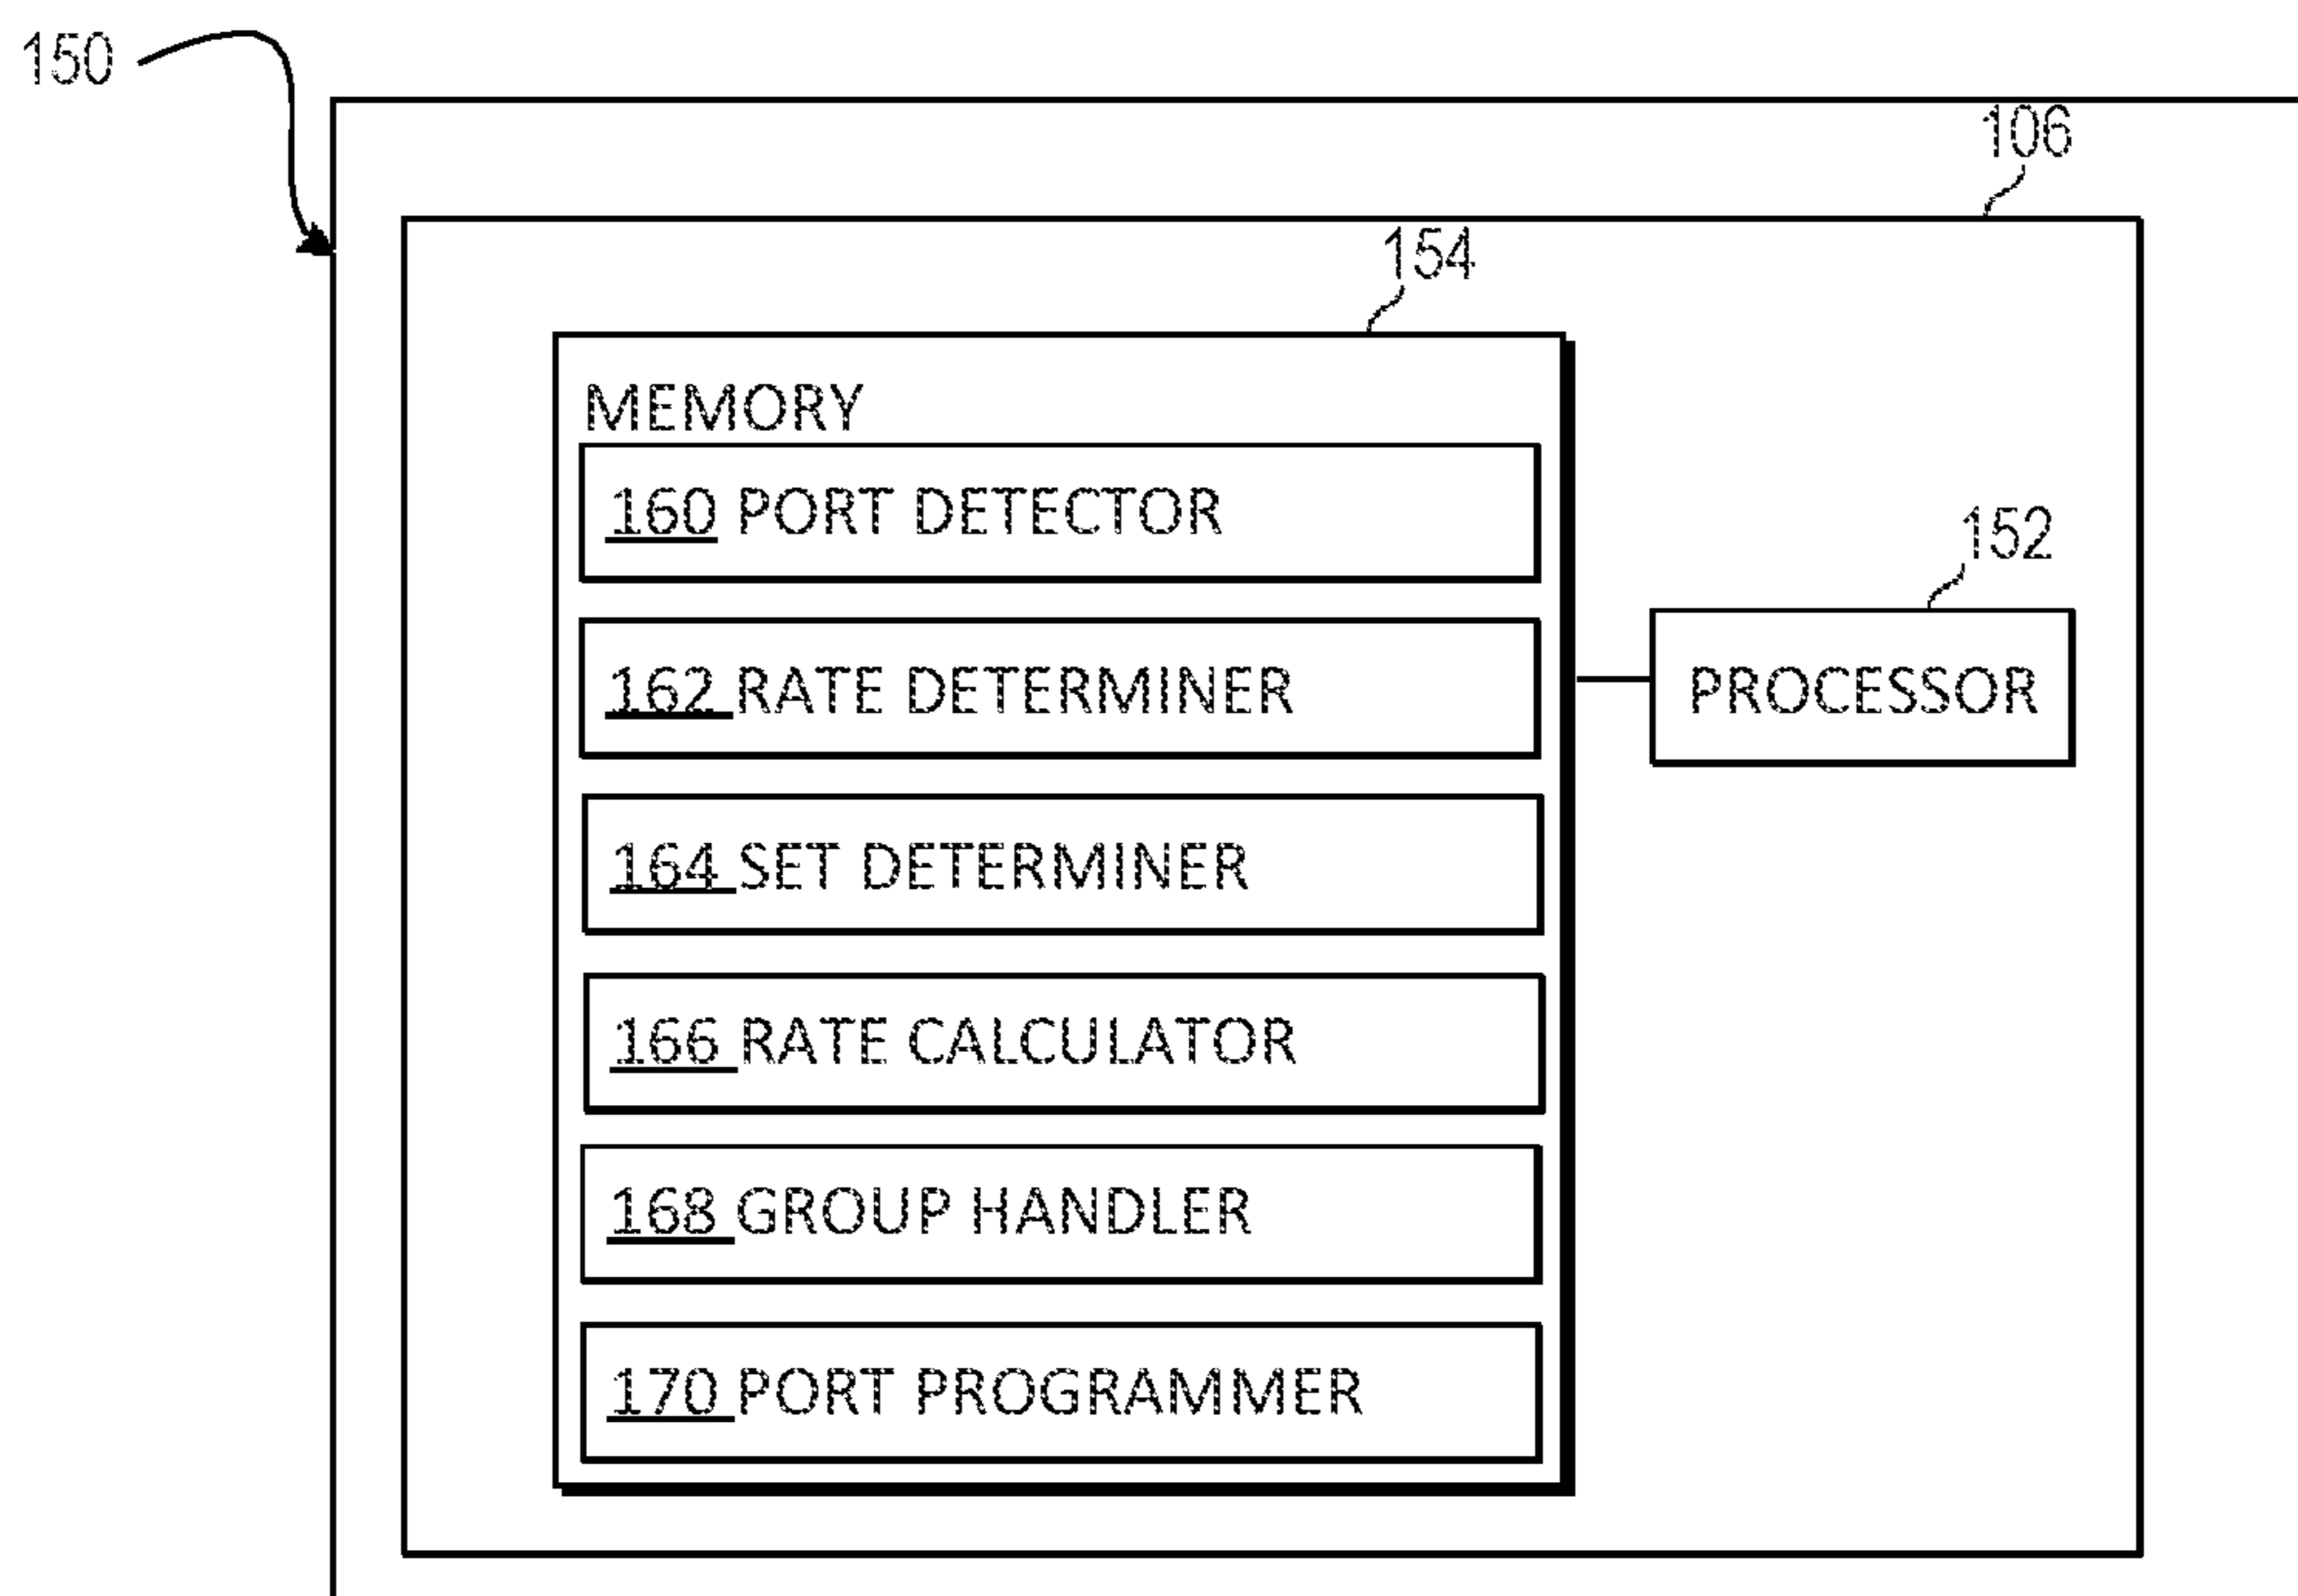 150
106
154
MEMORY
160 PORT DETECTOR
152
162 RATE DETERMINER
PROCESSOR
164 SET DETERMINER
166 RATE CALCULATOR
168 GROUP HANDLER
170 PORT PROGRAMMER